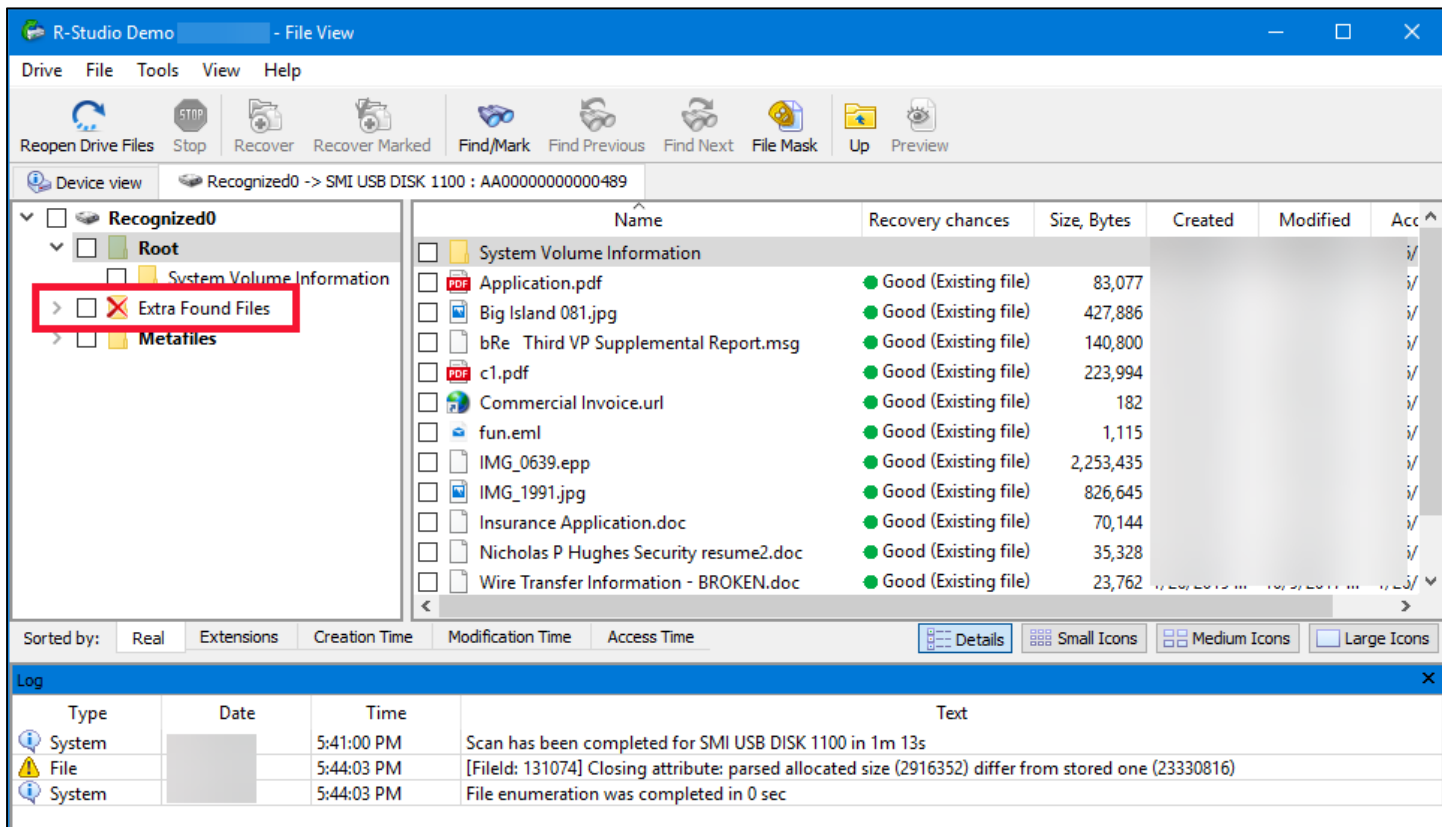 R-Studio Demo - File View
Drive File Tools View Help
STOP
Reopen Drive Files Stop Recover Recover Marked Find/Mark Find Previous Find Next File Mask Up Preview
Device view Recognized0 -> SMI USB DISK 1100 : AA00000000000489
Recognized0
Root
System Volume Information
Extra Found Files
Metafiles
Name Recovery chances Size, Bytes Created Modified
System Volume Information
PDF Application.pdf Good (Existing file) 83,077
Big Island 081.jpg Good (Existing file) 427,886
bRe Third VP Supplemental Report.msg Good (Existing file) 140,800
PDF c1.pdf Good (Existing file) 223,994
Commercial Invoice.url Good (Existing file) 182
fun.eml Good (Existing file) 1,115
IMG_0639.epp Good (Existing file) 2,253,435
IMG_1991.jpg Good (Existing file) 826,645
Insurance Application.doc Good (Existing file) 70,144
Nicholas P Hughes Security resume2.doc Good (Existing file) 35,328
Wire Transfer Information - BROKEN.doc Good (Existing file) 23,762
Sorted by: Real Extensions Creation Time Modification Time Access Time Details Small Icons Medium Icons Large Icons
Log
Type Date Time Text
System 5:41:00 PM Scan has been completed for SMI USB DISK 1100 in 1m 13s
File 5:44:03 PM [FileId: 131074] Closing attribute: parsed allocated size (2916352) differ from stored one (23330816)
System 5:44:03 PM File enumeration was completed in 0 sec